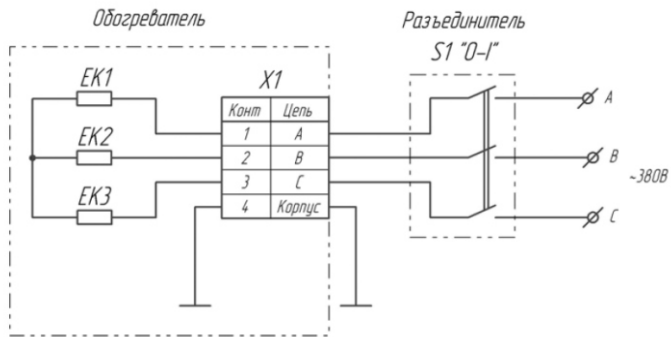 Обогреватель
Разъединитель
S1 "0-I"
EK1
X1
Конт Цепь
A
1 A
EK2
2 B
B
~380В
3 C
EK3
4 Корпус
C